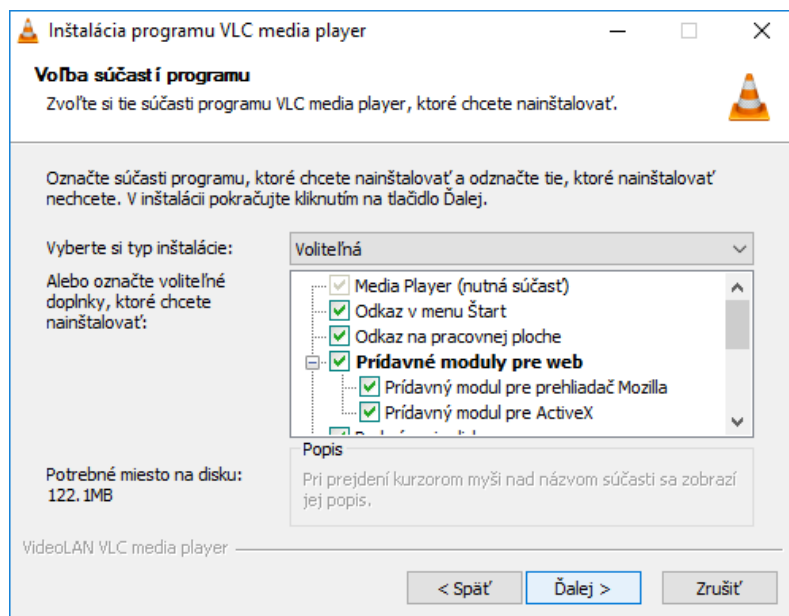 Inštalácia programu VLC media player
Voľba súčastí programu
Zvoľte si tie súčasti programu VLC media player, ktoré chcete nainštalovať.
Označte súčasti programu, ktoré chcete nainštalovať a odznačte tie, ktoré nainštalovať
nechcete. V inštalácii pokračujte kliknutím na tlačidlo Ďalej.
Vyberte si typ inštalácie:
Voliteľná
Alebo označte voliteľné
doplnky, ktoré chcete
nainštalovať:
Media Player (nutná súčasť)
Odkaz v menu Štart
Odkaz na pracovnej ploche
Prídavné moduly pre web
Prídavný modul pre prehliadač Mozilla
Prídavný modul pre ActiveX
Potrebné miesto na disku:
122.1MB
Popis
Pri prejdení kurzorom myši nad názvom súčasti sa zobrazí
jej popis.
VideoLAN VLC media player
< Späť
Ďalej >
Zrušiť